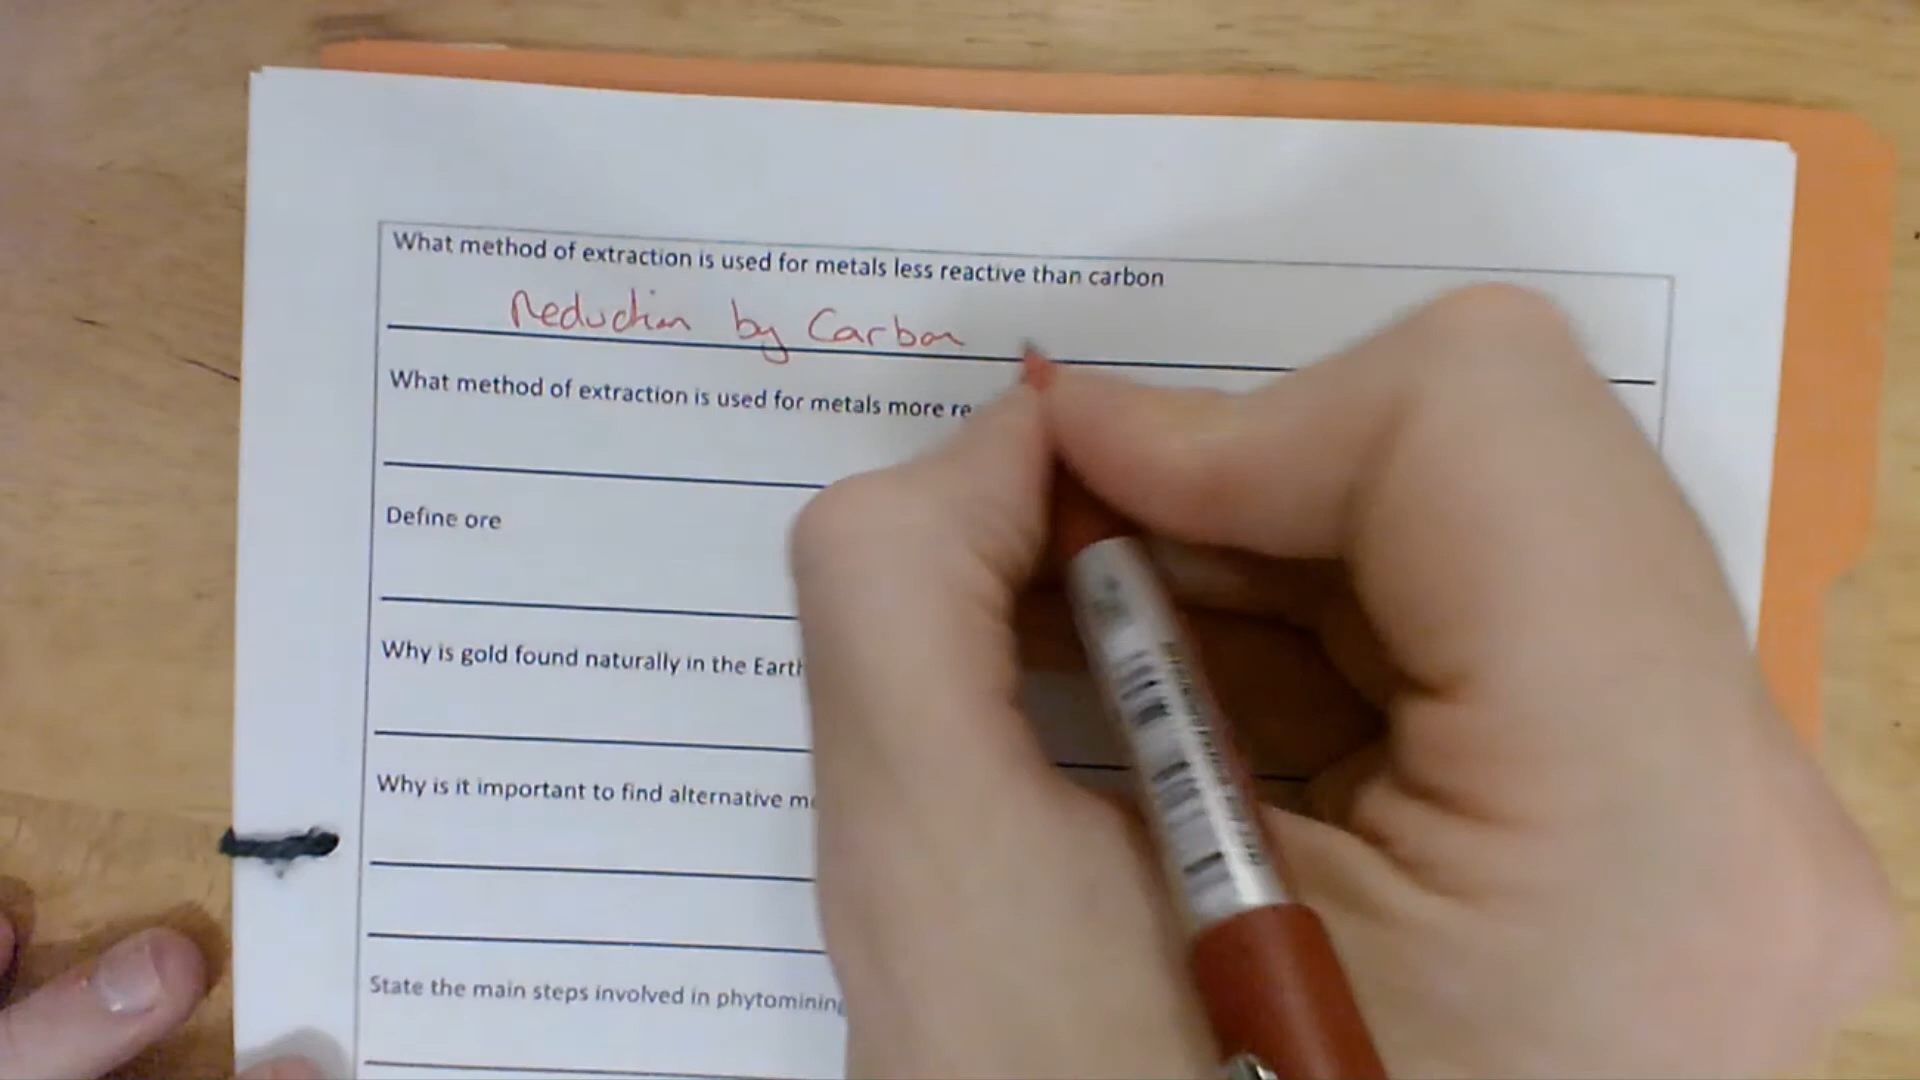 What method of extraction is used for metals less reactive than carbon
Reduction by Carbon
What method of extraction is used for metals more
Define ore
Why is gold found naturally in the Earth
Why is it important to find alternative
State the main steps involved in phytomining